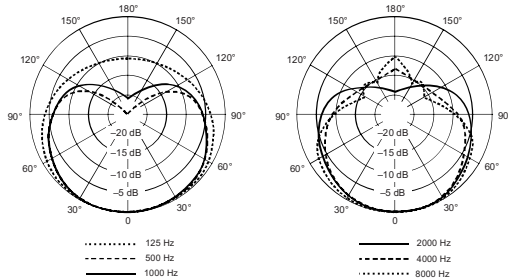 180°
150° 150°
120° 120°
90° 90°
60° 60°
30° 30°
0
–20 dB
–15 dB
–10 dB
–5 dB
125 Hz
500 Hz
1000 Hz
180°
150° 150°
120° 120°
90° 90
60° 60°
30° 30°
0
–20 dB
–15 dB
–10 dB
–5 dB
2000 Hz
4000 Hz
8000 Hz